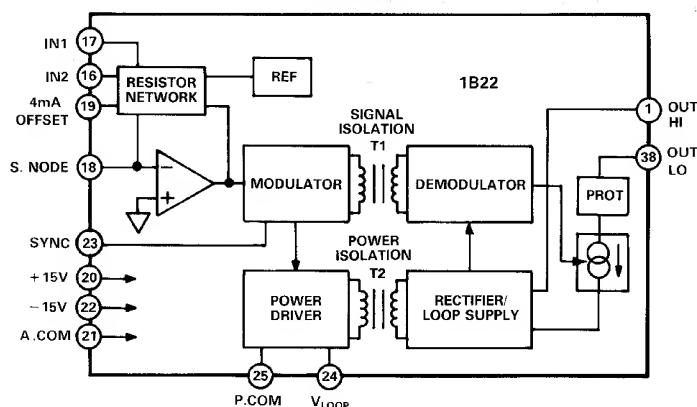 IN1 17
IN2 16
4mA OFFSET 19
S. NODE 18
SYNC 23
+15V 20
−15V 22
A.COM 21
RESISTOR NETWORK
REF
1B22
SIGNAL ISOLATION
T1
MODULATOR
DEMODULATOR
−
+
POWER ISOLATION
T2
POWER DRIVER
RECTIFIER/ LOOP SUPPLY
PROT
1 OUT HI
38 OUT LO
25 24
P.COM VLOOP